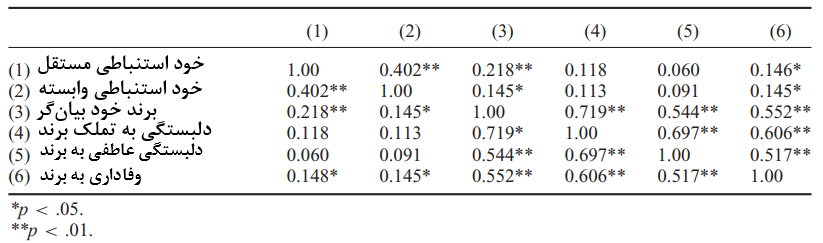 (1) (2) (3) (4) (5) (6)
(1) خود استنباطی مستقل 1.00 0.402** 0.218** 0.118 0.060 0.146*
(2) خود استنباطی وابسته 0.402** 1.00 0.145* 0.113 0.091 0.145*
(3) برند خود بیان‌گر 0.218** 0.145* 1.00 0.719** 0.544** 0.552**
(4) دلبستگی به تملک برند 0.118 0.113 0.719* 1.00 0.697** 0.606**
(5) دلبستگی عاطفی به برند 0.060 0.091 0.544** 0.697** 1.00 0.517**
(6) وفاداری به برند 0.148* 0.145* 0.552** 0.606** 0.517** 1.00
*p < .05.
**p < .01.